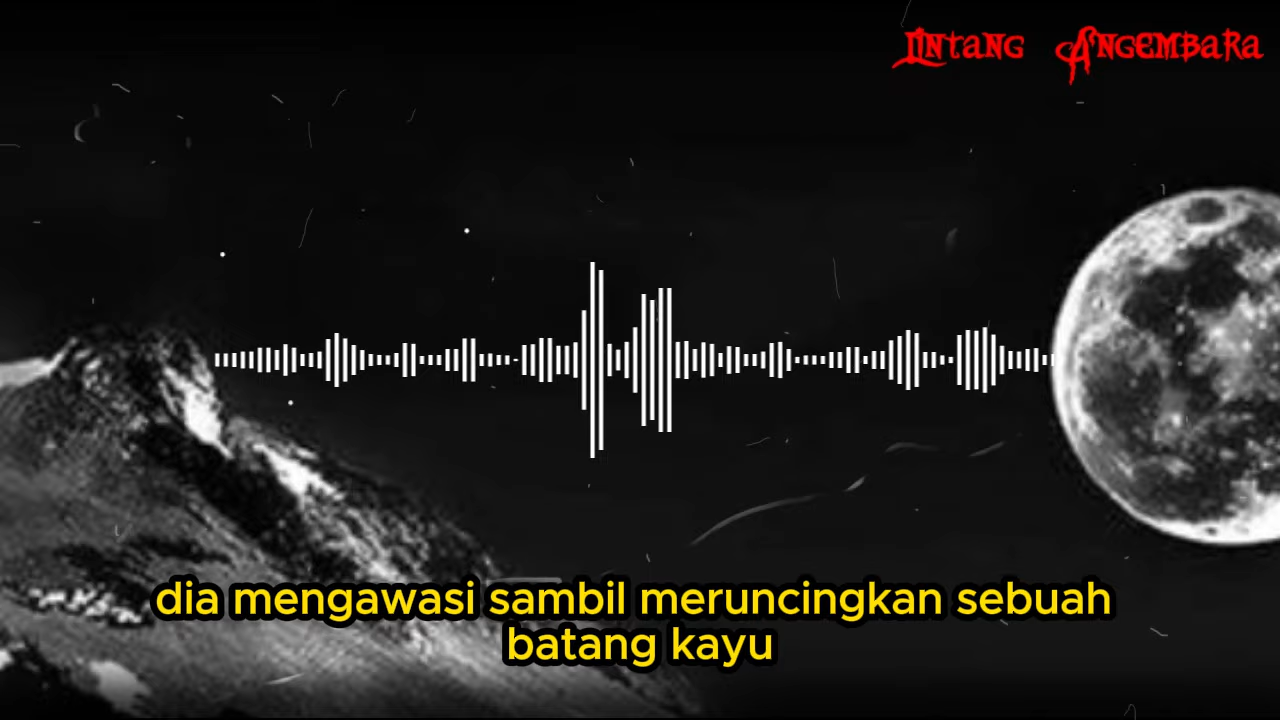 Lintang Angembara
dia mengawasi sambil meruncingkan sebuah
batang kayu